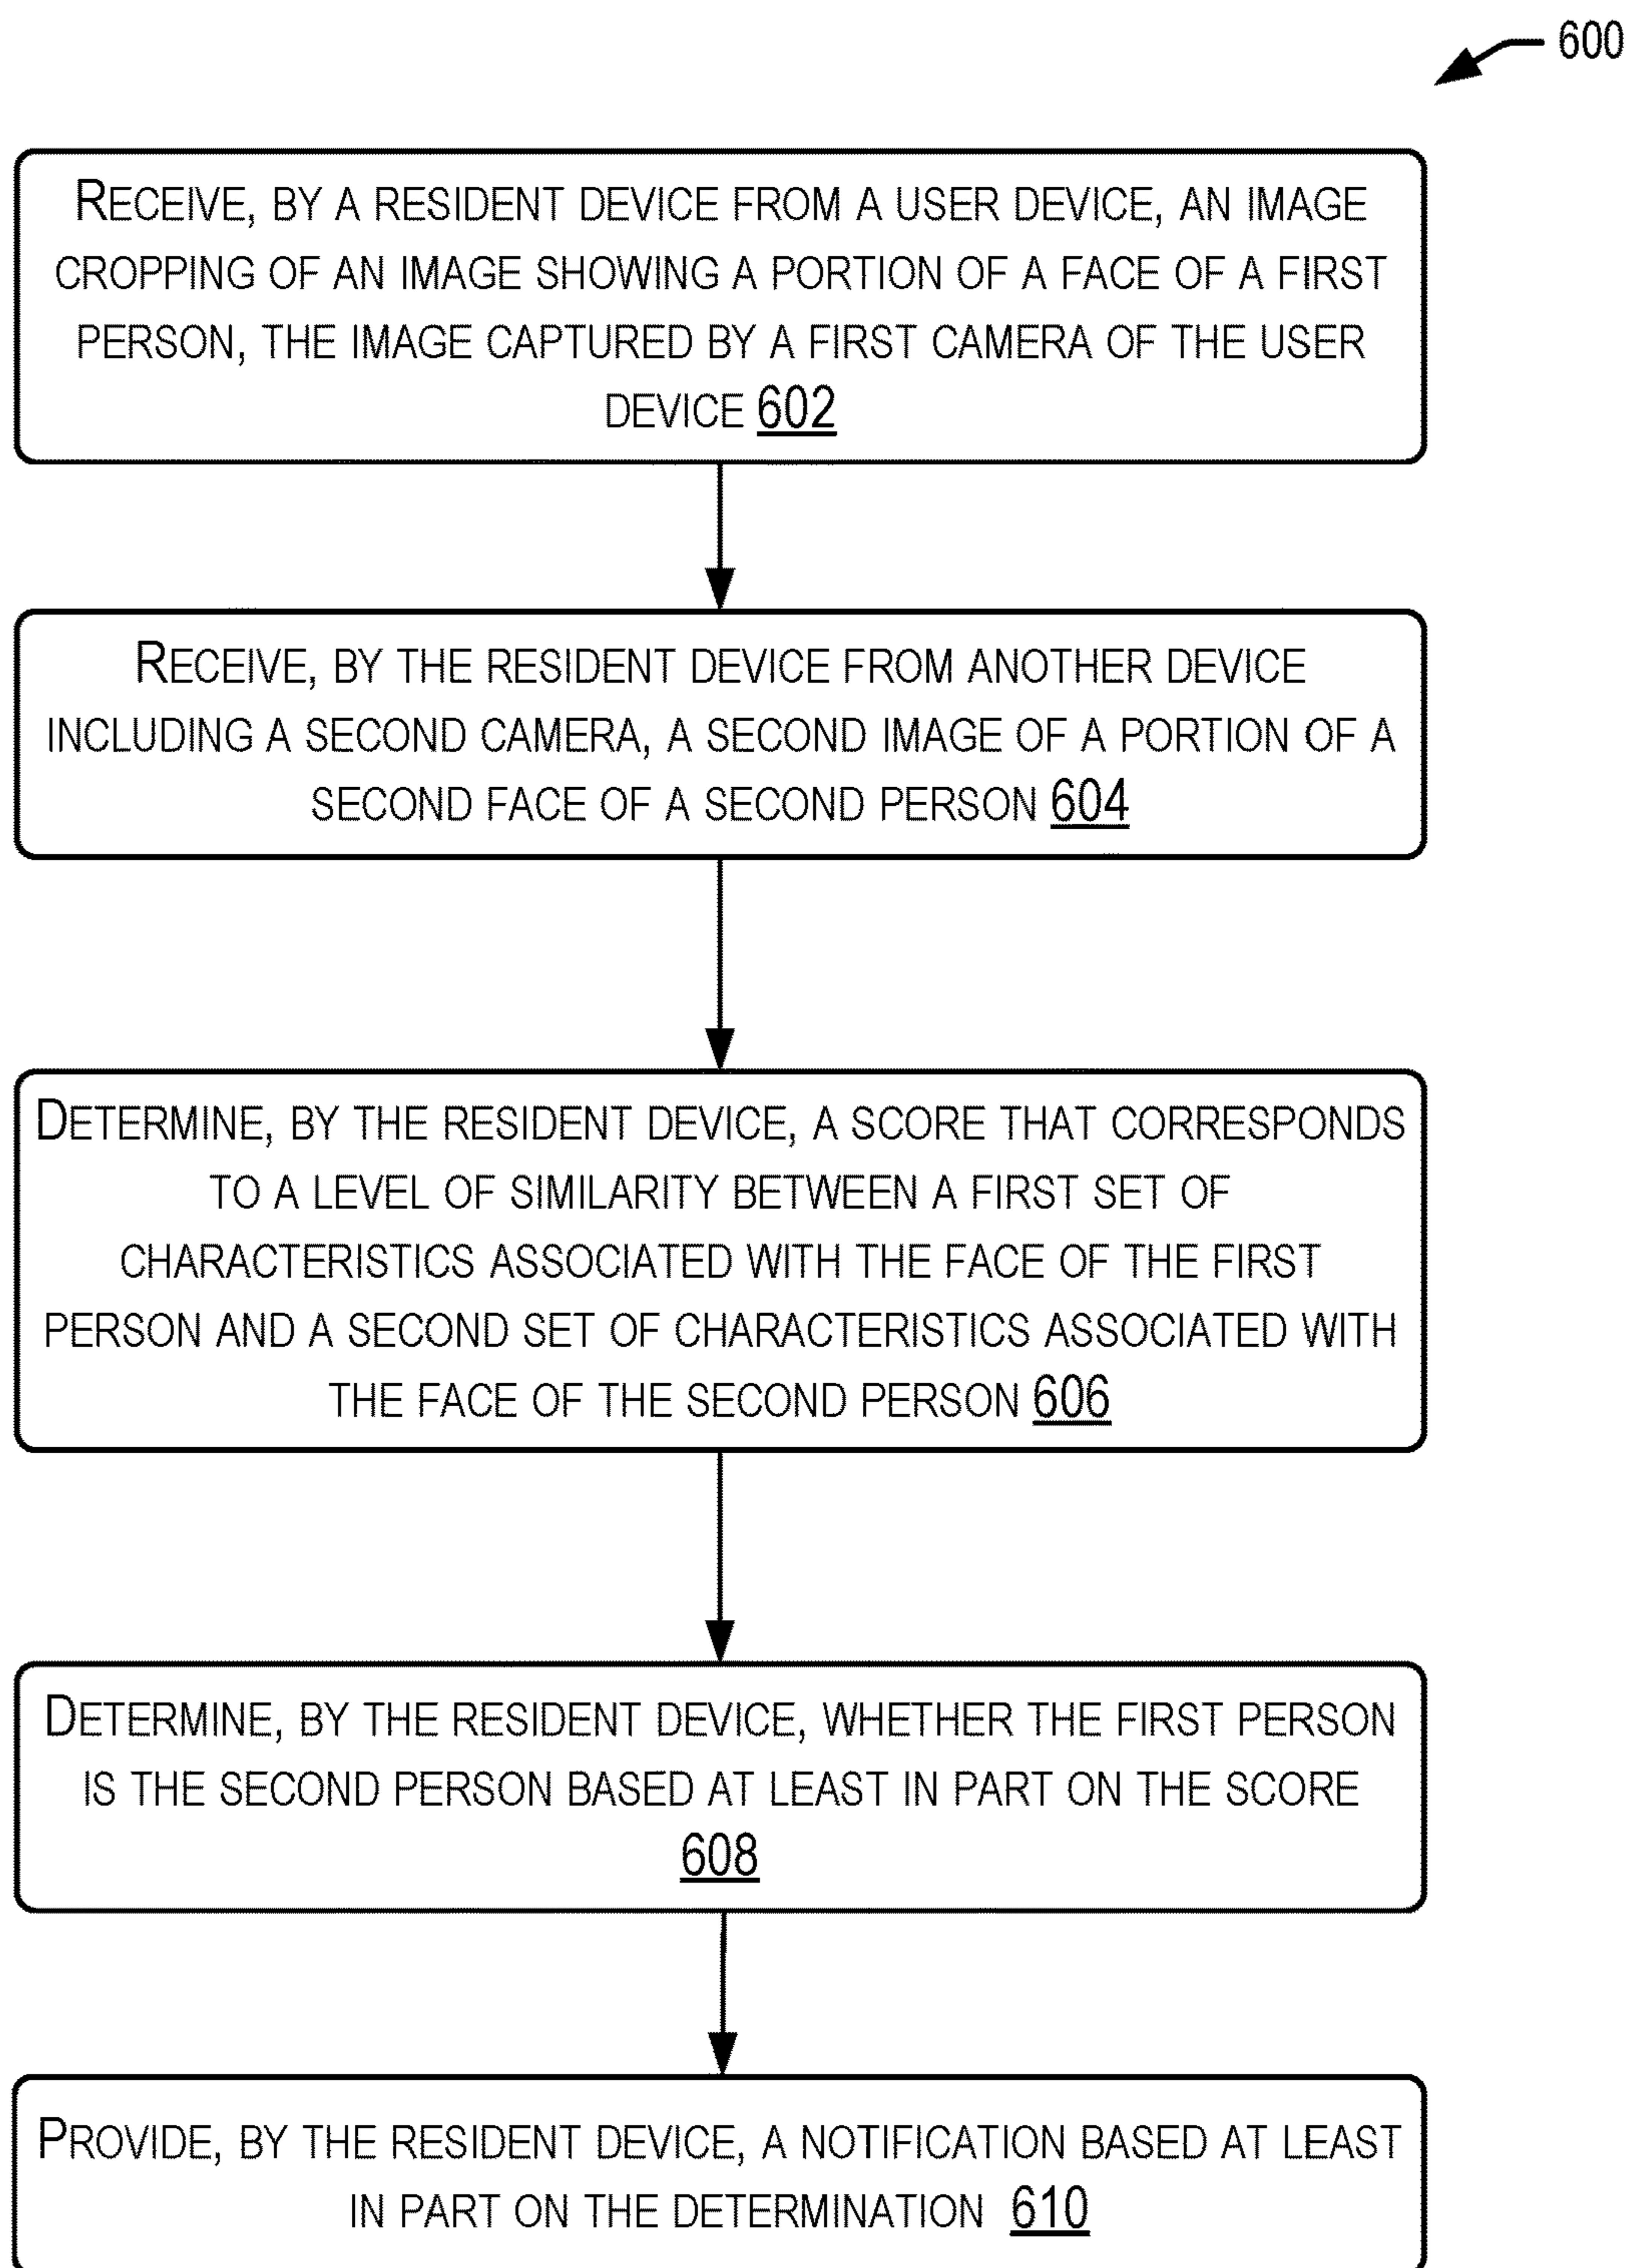 600
RECEIVE, BY A RESIDENT DEVICE FROM A USER DEVICE, AN IMAGE
CROPPING OF AN IMAGE SHOWING A PORTION OF A FACE OF A FIRST
PERSON, THE IMAGE CAPTURED BY A FIRST CAMERA OF THE USER
DEVICE 602
RECEIVE, BY THE RESIDENT DEVICE FROM ANOTHER DEVICE
INCLUDING A SECOND CAMERA, A SECOND IMAGE OF A PORTION OF A
SECOND FACE OF A SECOND PERSON 604
DETERMINE, BY THE RESIDENT DEVICE, A SCORE THAT CORRESPONDS
TO A LEVEL OF SIMILARITY BETWEEN A FIRST SET OF
CHARACTERISTICS ASSOCIATED WITH THE FACE OF THE FIRST
PERSON AND A SECOND SET OF CHARACTERISTICS ASSOCIATED WITH
THE FACE OF THE SECOND PERSON 606
DETERMINE, BY THE RESIDENT DEVICE, WHETHER THE FIRST PERSON
IS THE SECOND PERSON BASED AT LEAST IN PART ON THE SCORE
608
PROVIDE, BY THE RESIDENT DEVICE, A NOTIFICATION BASED AT LEAST
IN PART ON THE DETERMINATION 610